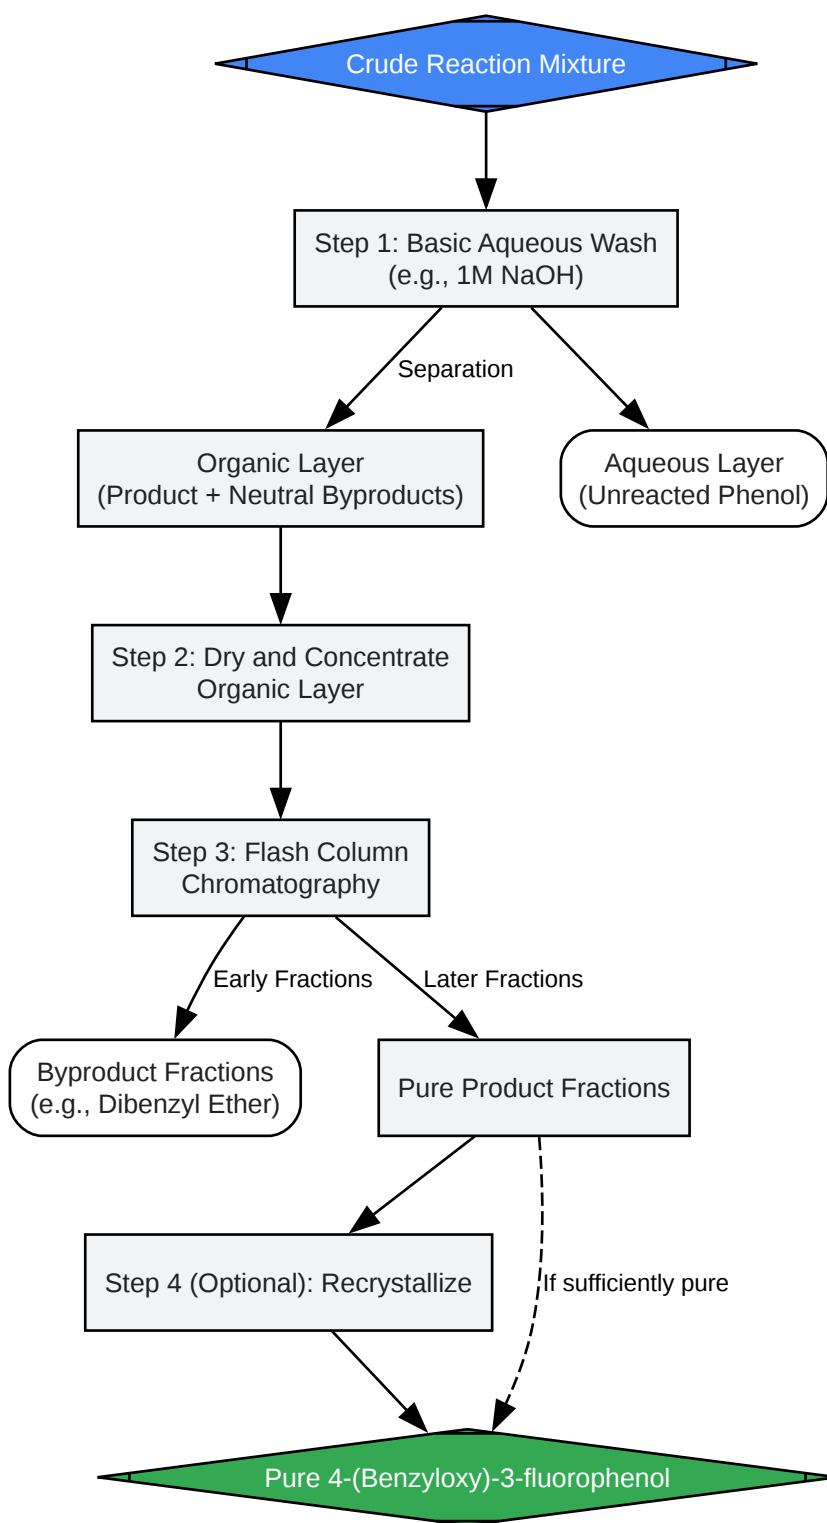 Crude Reaction Mixture
Step 1: Basic Aqueous Wash
(e.g., 1M NaOH)
Separation
Organic Layer
(Product + Neutral Byproducts)
Aqueous Layer
(Unreacted Phenol)
Step 2: Dry and Concentrate
Organic Layer
Step 3: Flash Column
Chromatography
Early Fractions
Later Fractions
Byproduct Fractions
(e.g., Dibenzyl Ether)
Pure Product Fractions
Step 4 (Optional): Recrystallize
If sufficiently pure
Pure 4-(Benzyloxy)-3-fluorophenol